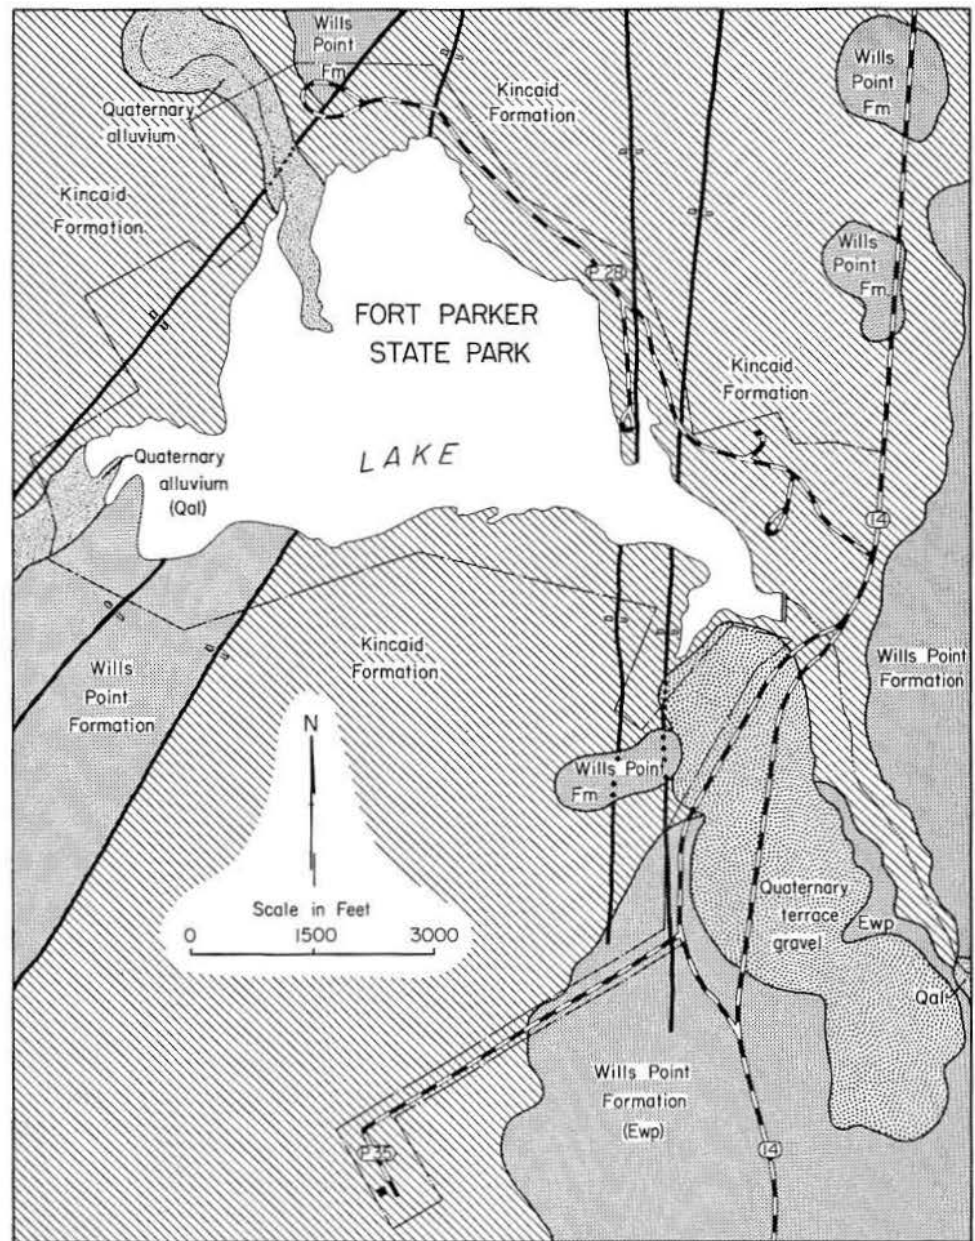 Wills
Point
Fm
Quaternary
alluvium
Kincaid
Formation
Wills
Point
Fm
Kincaid
Formation
Wills
Point
Fm
P 28
FORT PARKER
STATE PARK
LAKE
Kincaid
Formation
Quaternary
alluvium
(Qal)
14
Wills
Point
Formation
Kincaid
Formation
Wills Point
Formation
N
Wills Point
Fm
Scale in Feet
0 1500 3000
Quaternary
terrace
gravel
Ewp
Qal
Wills Point
Formation
(Ewp)
P 35
14